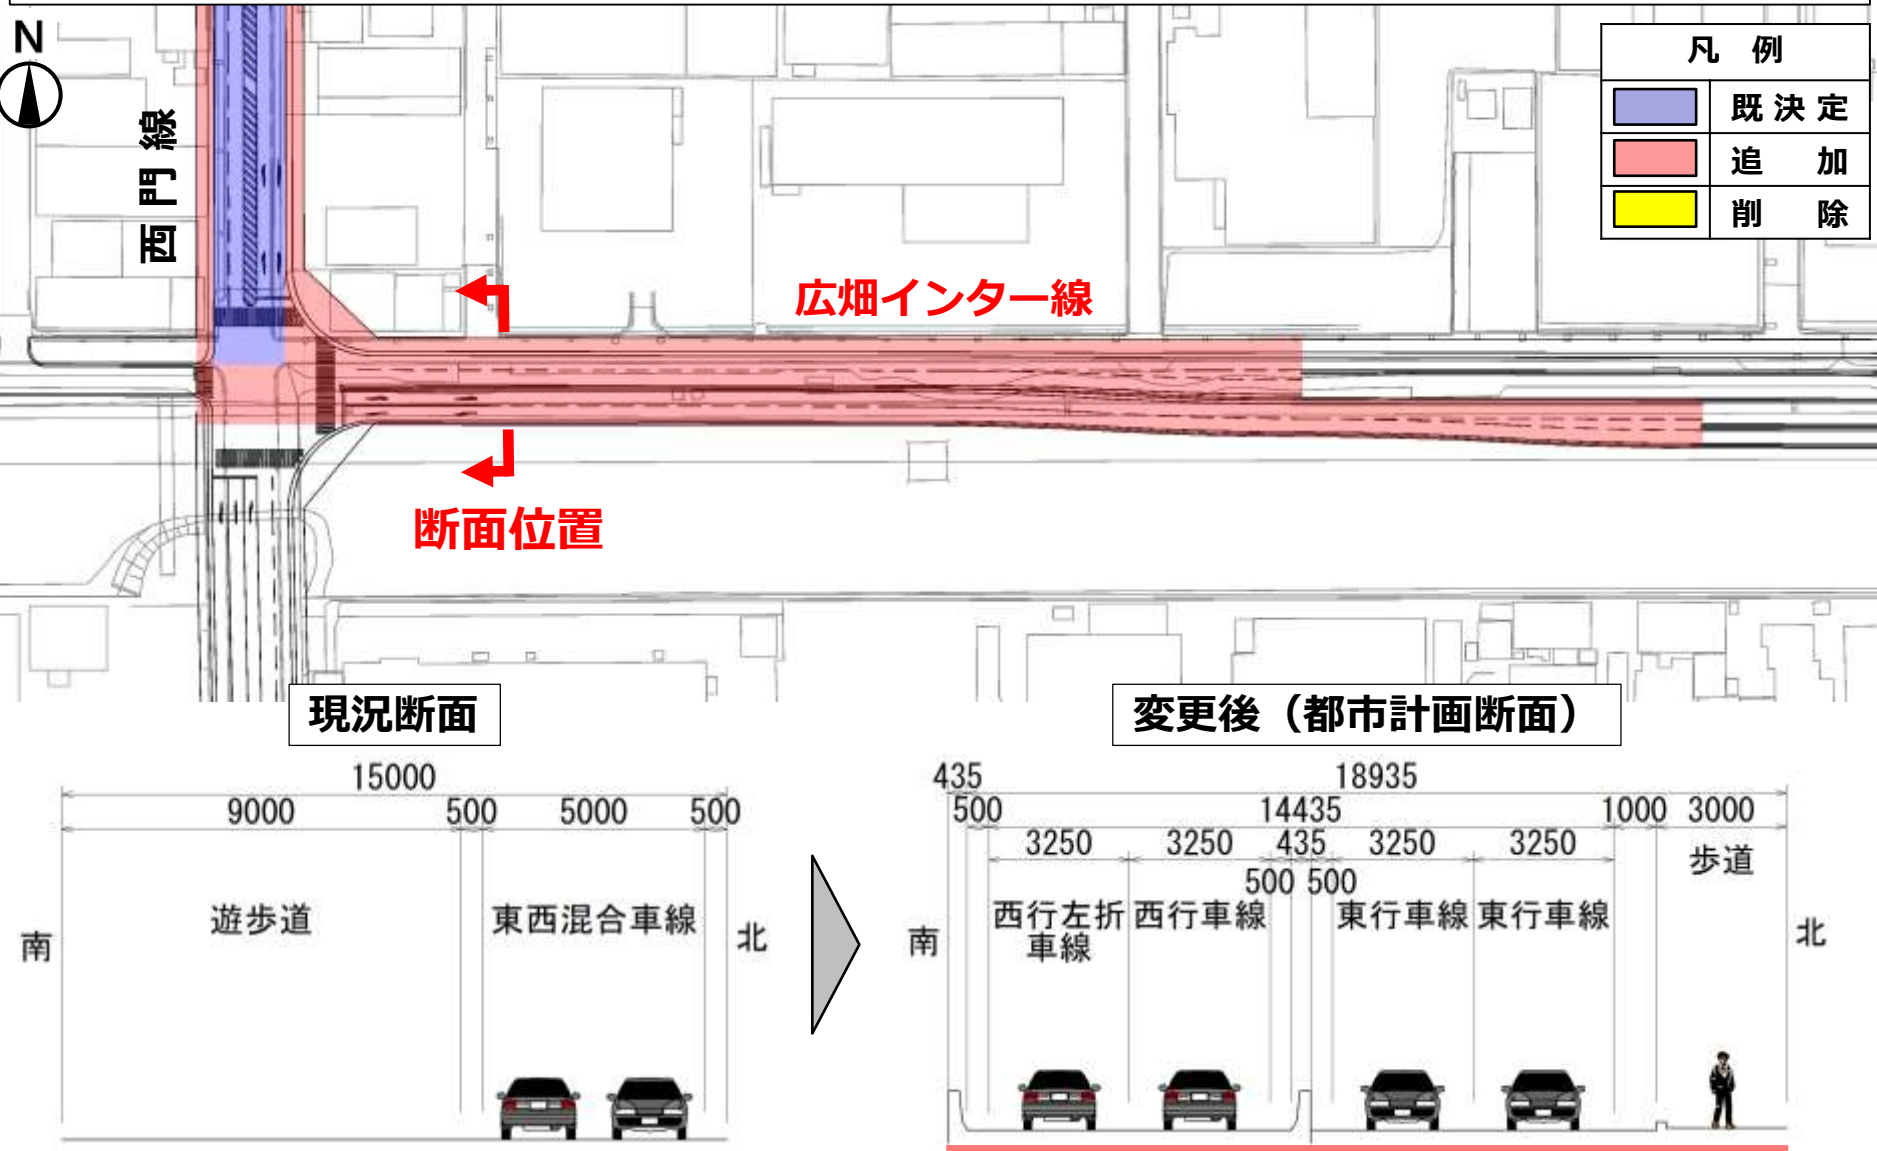 N
凡 例
既決定
追 加
削 除
西門線
広畑インター線
断面位置
現況断面
変更後（都市計画断面）
15000
9000 500 5000 500
遊歩道
東西混合車線
南
北
435 18935
500 14435 1000 3000
3250 3250 435 3250 3250
500 500
歩道
西行左折
車線
西行車線
東行車線
東行車線
南
北